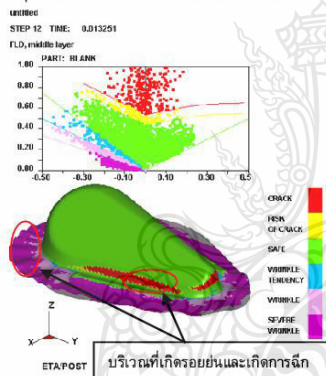 untitled
STEP 12 TIME: 0.013251
FLD, middle layer
PART: BLANK
1.00
0.80
0.60
0.40
0.20
0.00
-0.50 -0.30 -0.10 0.10 0.30 0.5
CRACK
RISK
OF CRACK
SAFE
WRINKLE
TENDENCY
WRINKLE
SEVERE
WRINKLE
Z
X Y
ETA/POST
บริเวณที่เกิดรอยย่นและเกิดการฉีก